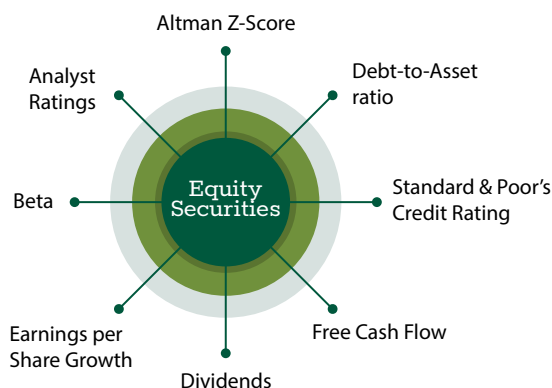 Altman Z-Score
Analyst
Ratings
Debt-to-Asset
ratio
Beta
Equity
Securities
Standard & Poor’s
Credit Rating
Earnings per
Share Growth
Free Cash Flow
Dividends